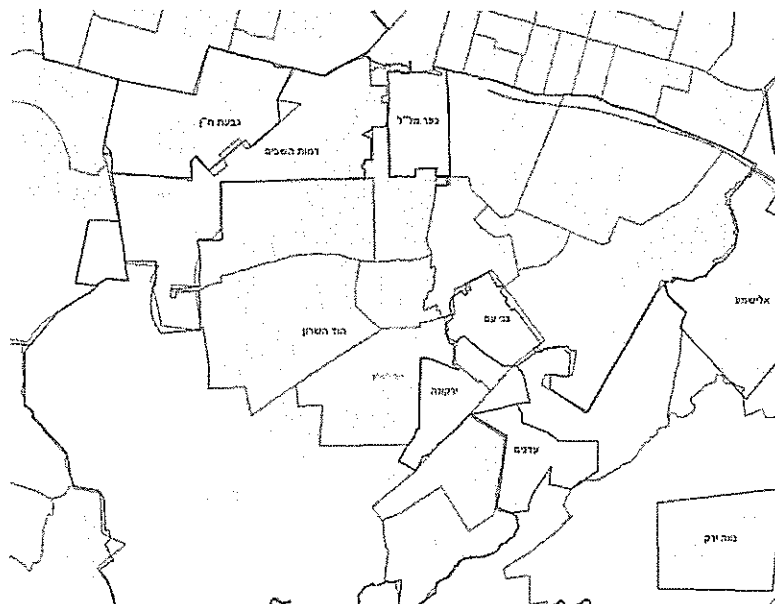 גבעת ח"ן
כפר מל"ל
רמות השבים
אלישמע
גני עם
הוד השרון
ירקונה
עדנים
נווה ירק